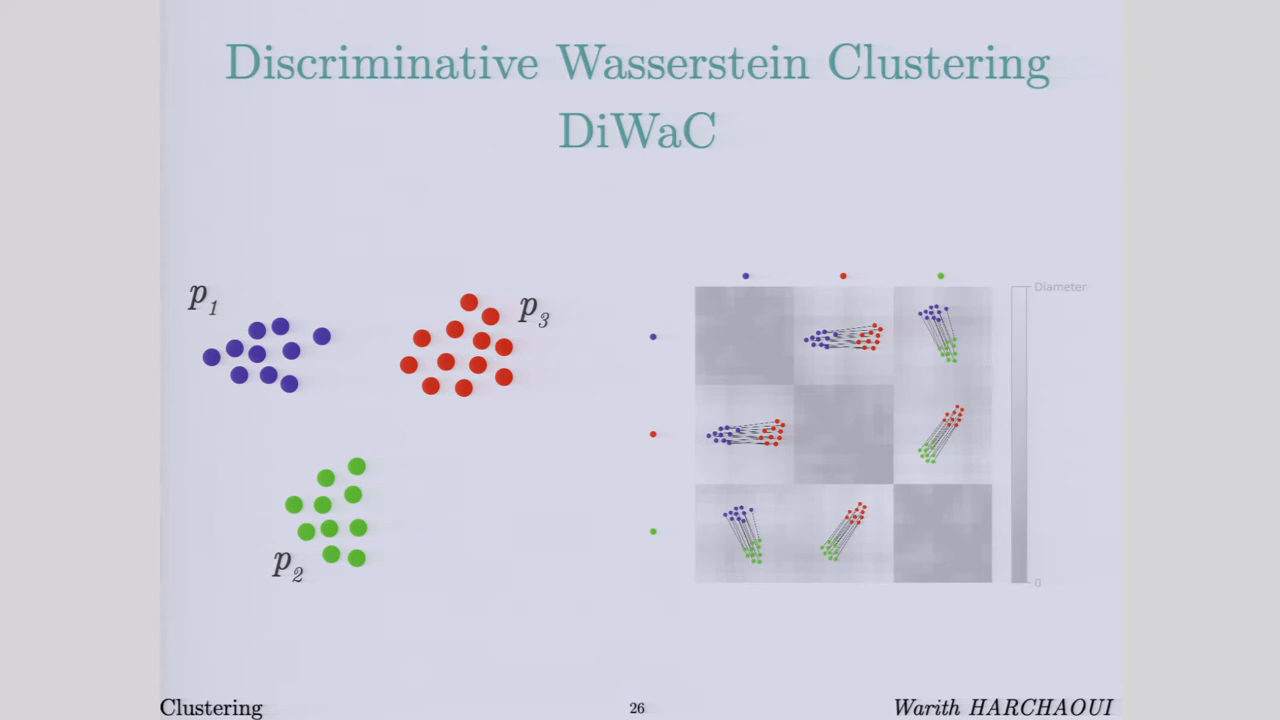 Discriminative Wasserstein Clustering
DiWaC
p1
p3
p2
Diameter
0
Clustering
26
Warith HARCHAOUI